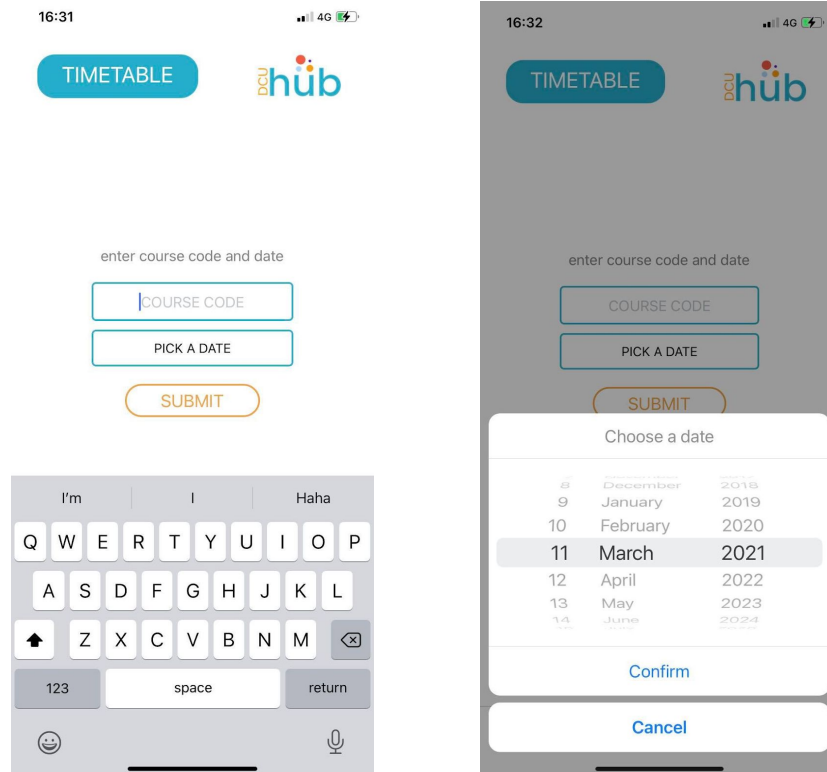 16:31
4G
TIMETABLE
DCU
hub
enter course code and date
COURSE CODE
PICK A DATE
SUBMIT
I'm I Haha
Q W E R T Y U I O P
A S D F G H J K L
Z X C V B N M
123 space return
16:32
4G
TIMETABLE
DCU
hub
enter course code and date
COURSE CODE
PICK A DATE
SUBMIT
Choose a date
8 December 2018
9 January 2019
10 February 2020
11 March 2021
12 April 2022
13 May 2023
14 June 2024
Confirm
Cancel